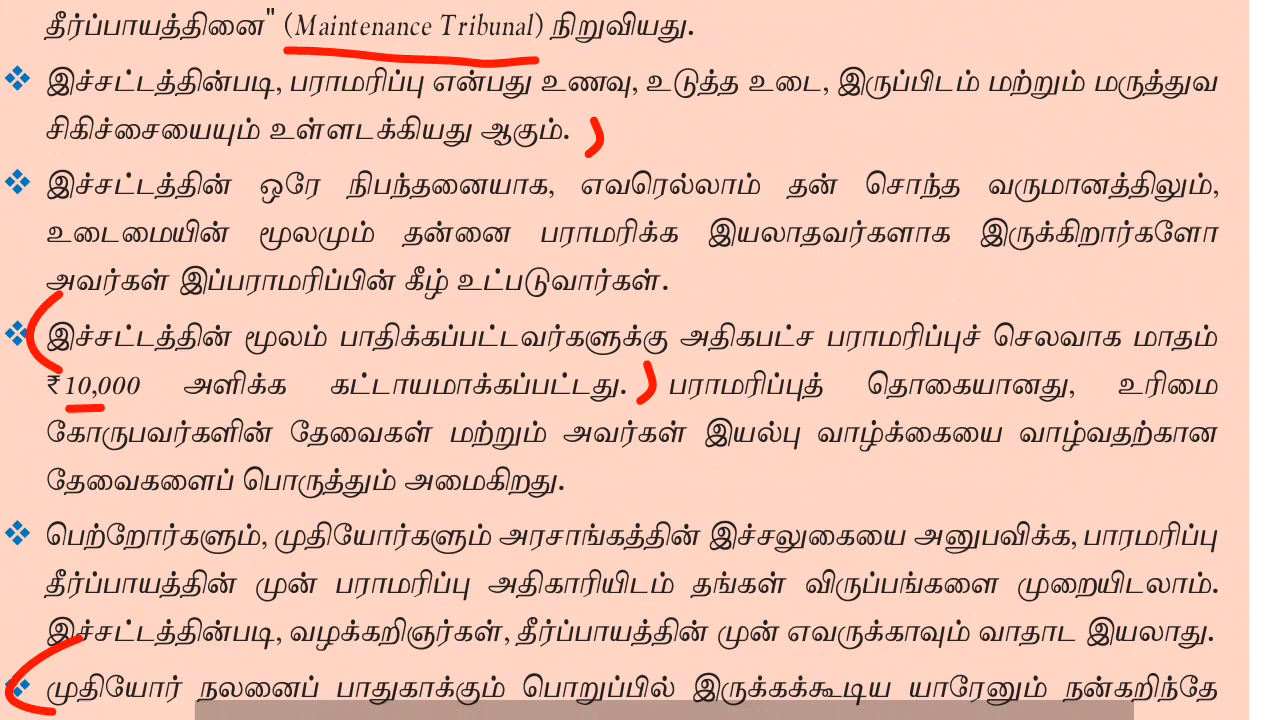 தீர்ப்பாயத்தினை" (Maintenance Tribunal) நிறுவியது.
இச்சட்டத்தின்படி, பராமரிப்பு என்பது உணவு, உடுத்த உடை, இருப்பிடம் மற்றும் மருத்துவ
சிகிச்சையையும் உள்ளடக்கியது ஆகும்.
இச்சட்டத்தின் ஒரே நிபந்தனையாக, எவரெல்லாம் தன் சொந்த வருமானத்திலும்,
உடைமையின் மூலமும் தன்னை பராமரிக்க இயலாதவர்களாக இருக்கிறார்களோ
அவர்கள் இப்பராமரிப்பின் கீழ் உட்படுவார்கள்.
இச்சட்டத்தின் மூலம் பாதிக்கப்பட்டவர்களுக்கு அதிகபட்ச பராமரிப்புச் செலவாக மாதம்
₹10,000 அளிக்க கட்டாயமாக்கப்பட்டது. பராமரிப்புத் தொகையானது, உரிமை
கோருபவர்களின் தேவைகள் மற்றும் அவர்கள் இயல்பு வாழ்க்கையை வாழ்வதற்கான
தேவைகளைப் பொருத்தும் அமைகிறது.
பெற்றோர்களும், முதியோர்களும் அரசாங்கத்தின் இச்சலுகையை அனுபவிக்க, பாரமரிப்பு
தீர்ப்பாயத்தின் முன் பராமரிப்பு அதிகாரியிடம் தங்கள் விருப்பங்களை முறையிடலாம்.
இச்சட்டத்தின்படி, வழக்கறிஞர்கள், தீர்ப்பாயத்தின் முன் எவருக்காவும் வாதாட இயலாது.
முதியோர் நலனைப் பாதுகாக்கும் பொறுப்பில் இருக்கக்கூடிய யாரேனும் நன்கறிந்தே